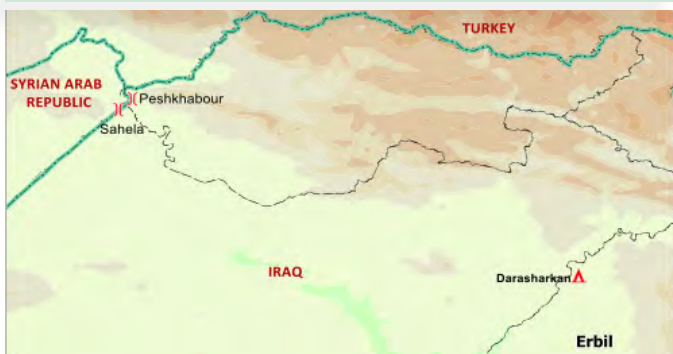 TURKEY
SYRIAN ARAB
REPUBLIC
Peshkhabour
Sahela
IRAQ
Darasharkan
Erbil